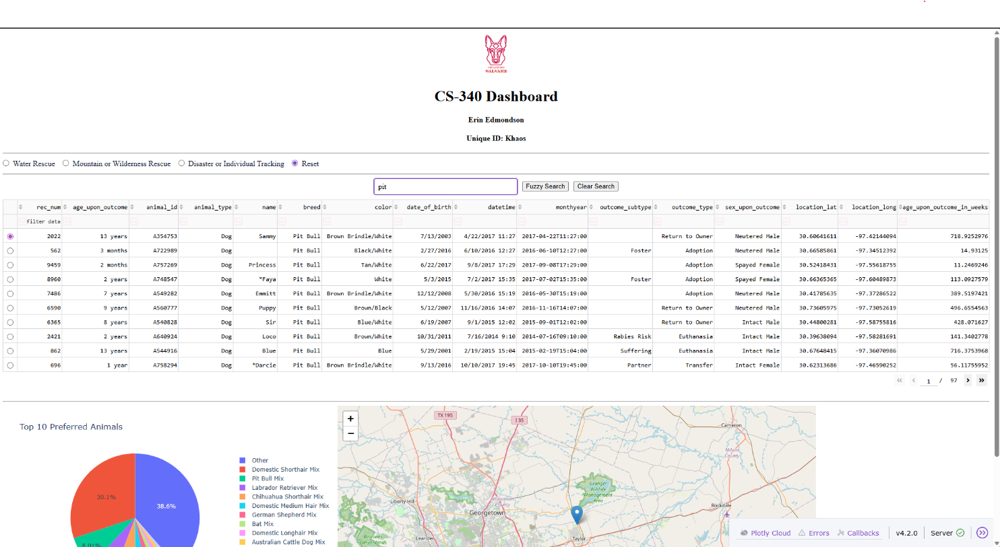 SALVARE
CS-340 Dashboard
Erin Edmondson
Unique ID: Khaos
Water Rescue Mountain or Wilderness Rescue Disaster or Individual Tracking Reset
pit Fuzzy Search Clear Search
rec_num age_upon_outcome animal_id animal_type name breed color date_of_birth datetime monthyear outcome_subtype outcome_type sex_upon_outcome location_lat location_long age_upon_outcome_in_weeks
filter data
2022 13 years A354753 Dog Sammy Pit Bull Brown Brindle/White 7/13/2003 4/22/2017 11:27 2017-04-22T11:27:00 Return to Owner Neutered Male 30.60641611 -97.42144094 718.9252976
562 3 months A722989 Dog Pit Bull Black/White 2/27/2016 6/10/2016 12:27 2016-06-10T12:27:00 Foster Adoption Neutered Male 30.66585861 -97.34512392 14.93125
9459 2 months A757269 Dog Princess Pit Bull Tan/White 6/22/2017 9/8/2017 17:29 2017-09-08T17:29:00 Adoption Spayed Female 30.52418431 -97.55618755 11.2469246
8960 2 years A748547 Dog *Faya Pit Bull White 5/3/2015 7/2/2017 15:35 2017-07-02T15:35:00 Foster Adoption Spayed Female 30.66365365 -97.60489873 113.0927579
7486 7 years A549282 Dog Emmitt Pit Bull Brown Brindle/White 12/12/2008 5/30/2016 15:19 2016-05-30T15:19:00 Adoption Neutered Male 30.41785635 -97.37286522 389.5197421
6590 9 years A560777 Dog Puppy Pit Bull Brown/Black 5/12/2007 11/16/2016 14:07 2016-11-16T14:07:00 Return to Owner Neutered Male 30.73605975 -97.73052619 496.6554563
6365 8 years A540828 Dog Sir Pit Bull Blue/White 6/19/2007 9/1/2015 12:02 2015-09-01T12:02:00 Return to Owner Intact Male 30.44800281 -97.58755816 428.071627
2421 2 years A640924 Dog Loco Pit Bull Brown/White 10/31/2011 7/16/2014 9:10 2014-07-16T09:10:00 Rabies Risk Euthanasia Intact Male 30.39638094 -97.58281691 141.3402778
862 13 years A544916 Dog Blue Pit Bull Blue 5/29/2001 2/19/2015 15:04 2015-02-19T15:04:00 Suffering Euthanasia Intact Male 30.67648415 -97.36070986 716.3753968
696 1 year A758294 Dog *Darcie Pit Bull Brown Brindle/White 9/13/2016 10/10/2017 19:45 2017-10-10T19:45:00 Partner Transfer Intact Female 30.62313686 -97.46590252 56.11755952
« ‹ 1 / 97 › »
Top 10 Preferred Animals
38.6%
30.1%
8.01%
Other
Domestic Shorthair Mix
Pit Bull Mix
Labrador Retriever Mix
Chihuahua Shorthair Mix
Domestic Medium Hair Mix
German Shepherd Mix
Bat Mix
Domestic Longhair Mix
Australian Cattle Dog Mix
+
−
TX 195
I 35
Cameron
Milam
County
Granger
Wildlife
Management
Area
Liberty Hill
Williamson
County
Rockdale
Georgetown
Leander
Taylor
Balcones
Canyonlands
Plotly Cloud Errors Callbacks v4.2.0 Server